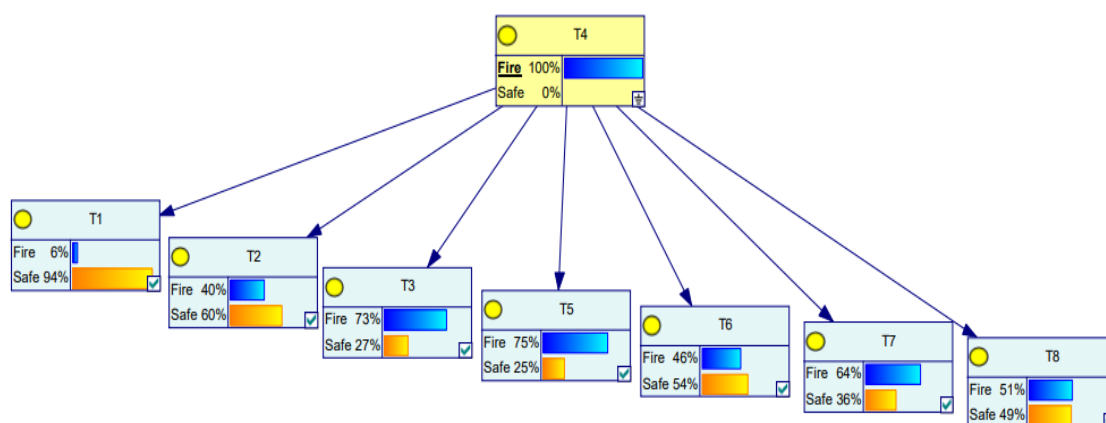 T4
Fire 100%
Safe 0%
T1
Fire 6%
Safe 94%
T2
Fire 40%
Safe 60%
T3
Fire 73%
Safe 27%
T5
Fire 75%
Safe 25%
T6
Fire 46%
Safe 54%
T7
Fire 64%
Safe 36%
T8
Fire 51%
Safe 49%